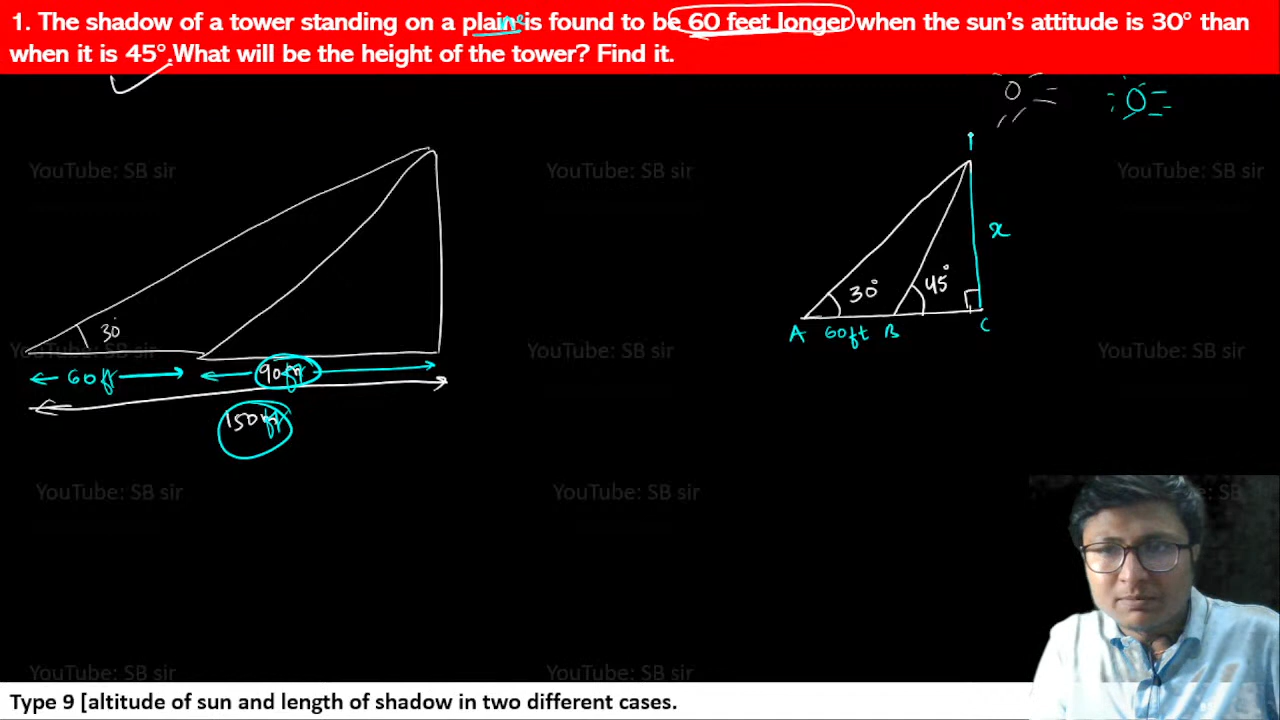 1. The shadow of a tower standing on a plain is found to be 60 feet longer when the sun's attitude is 30° than
when it is 45°.What will be the height of the tower? Find it.
YouTube: SB sir
YouTube: SB sir
YouTube: SB sir
x
30°
45°
30°
A 60ft B C
YouTube: SB sir
YouTube: SB sir
YouTube: SB sir
60ft
90ft
150ft
YouTube: SB sir
YouTube: SB sir
: SB
YouTube: SB sir
YouTube: SB sir
Type 9 [altitude of sun and length of shadow in two different cases.